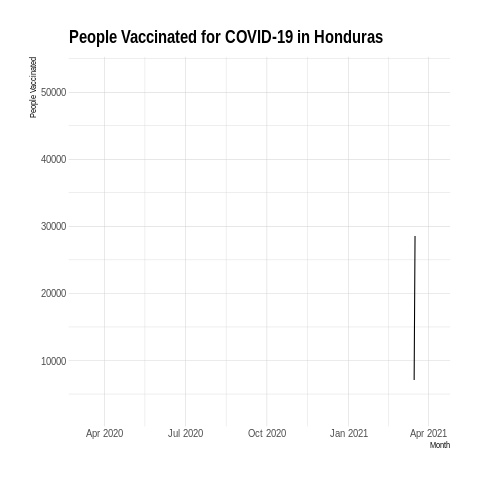 People Vaccinated for COVID-19 in Honduras
People Vaccinated
50000
40000
30000
20000
10000
Apr 2020 Jul 2020 Oct 2020 Jan 2021 Apr 2021
Month